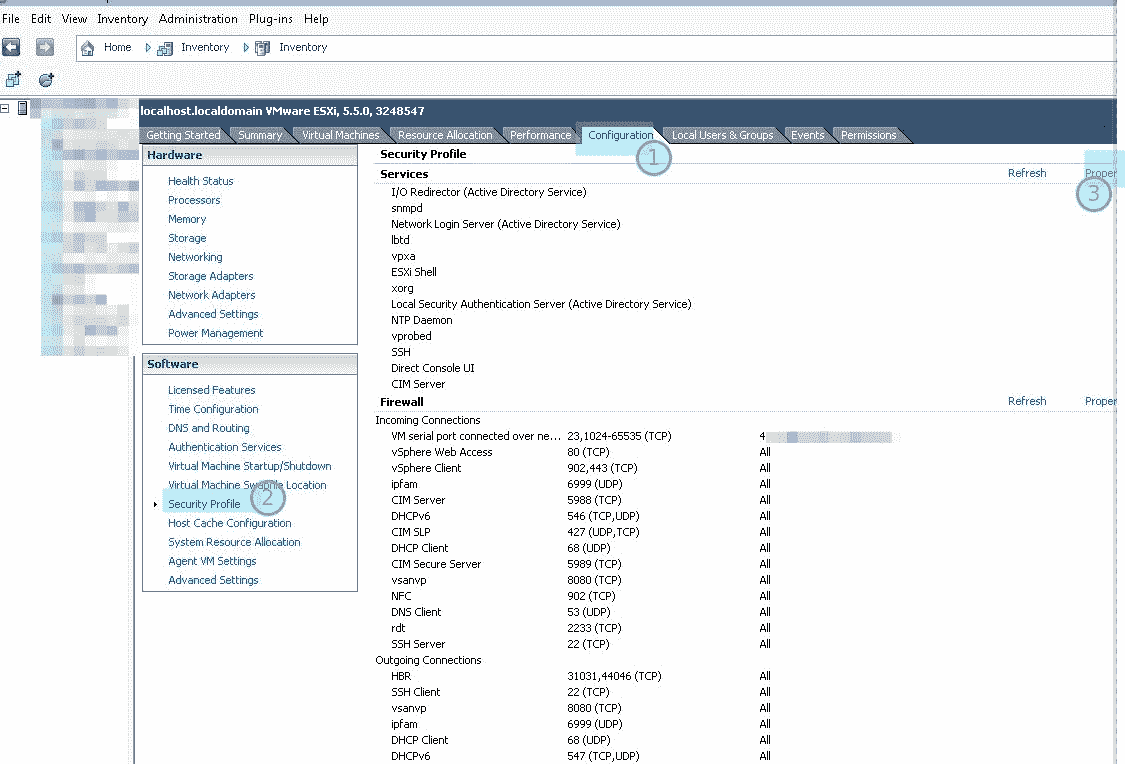 File Edit View Inventory Administration Plug-ins Help
Home Inventory Inventory
localhost.localdomain VMware ESXi, 5.5.0, 3248547
Getting Started Summary Virtual Machines Resource Allocation Performance Configuration Local Users & Groups Events Permissions
1
Hardware
Health Status
Processors
Memory
Storage
Networking
Storage Adapters
Network Adapters
Advanced Settings
Power Management
Software
Licensed Features
Time Configuration
DNS and Routing
Authentication Services
Virtual Machine Startup/Shutdown
Virtual Machine Swapfile Location
Security Profile 2
Host Cache Configuration
System Resource Allocation
Agent VM Settings
Advanced Settings
Security Profile
Services Refresh Proper
3
I/O Redirector (Active Directory Service)
snmpd
Network Login Server (Active Directory Service)
lbtd
vpxa
ESXi Shell
xorg
Local Security Authentication Server (Active Directory Service)
NTP Daemon
vprobed
SSH
Direct Console UI
CIM Server
Firewall Refresh Proper
Incoming Connections
VM serial port connected over ne... 23,1024-65535 (TCP) 4
vSphere Web Access 80 (TCP) All
vSphere Client 902,443 (TCP) All
ipfam 6999 (UDP) All
CIM Server 5988 (TCP) All
DHCPv6 546 (TCP,UDP) All
CIM SLP 427 (UDP,TCP) All
DHCP Client 68 (UDP) All
CIM Secure Server 5989 (TCP) All
vsanvp 8080 (TCP) All
NFC 902 (TCP) All
DNS Client 53 (UDP) All
rdt 2233 (TCP) All
SSH Server 22 (TCP) All
Outgoing Connections
HBR 31031,44046 (TCP) All
SSH Client 22 (TCP) All
vsanvp 8080 (TCP) All
ipfam 6999 (UDP) All
DHCP Client 68 (UDP) All
DHCPv6 547 (TCP,UDP) All